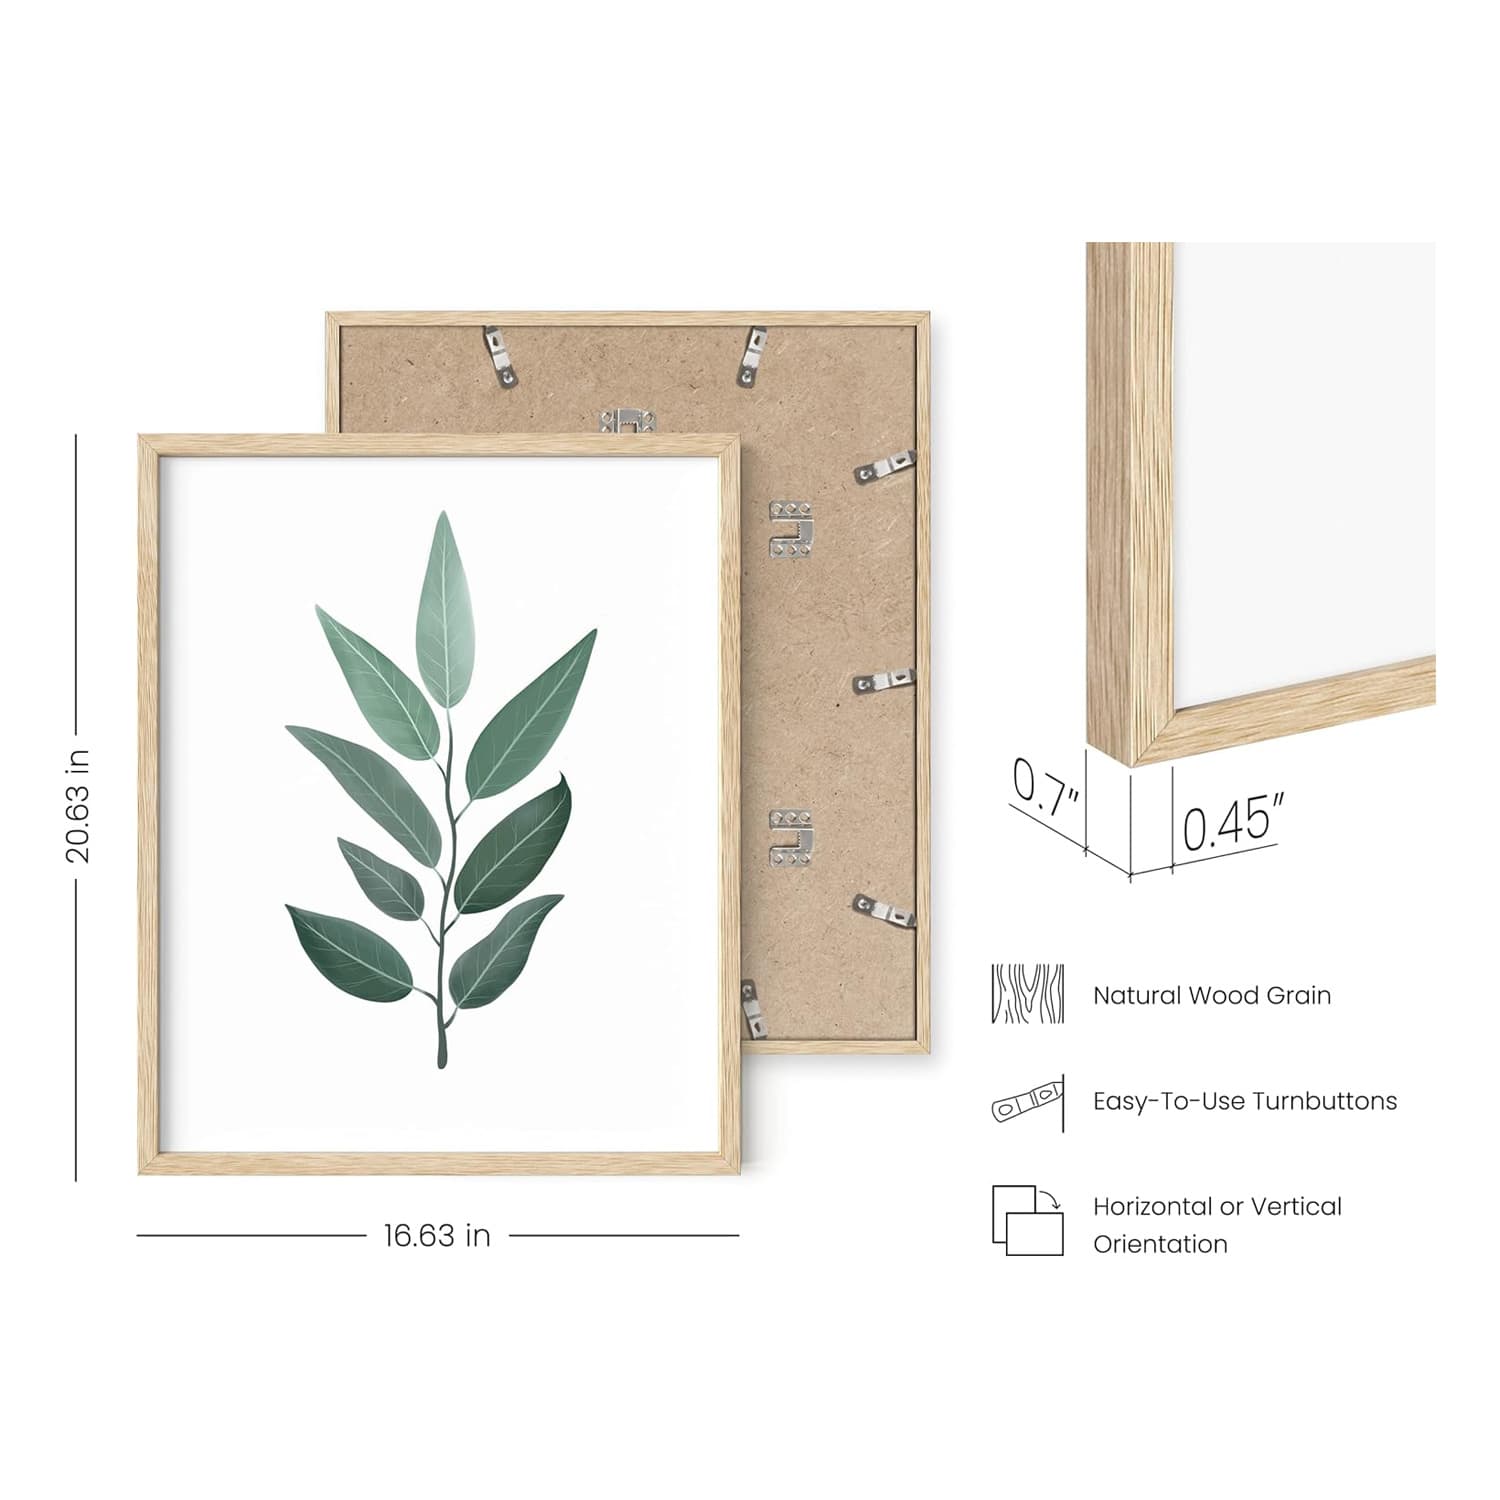 20.63 in
16.63 in
0.7"
0.45"
Natural Wood Grain
Easy-To-Use Turnbuttons
Horizontal or Vertical
Orientation